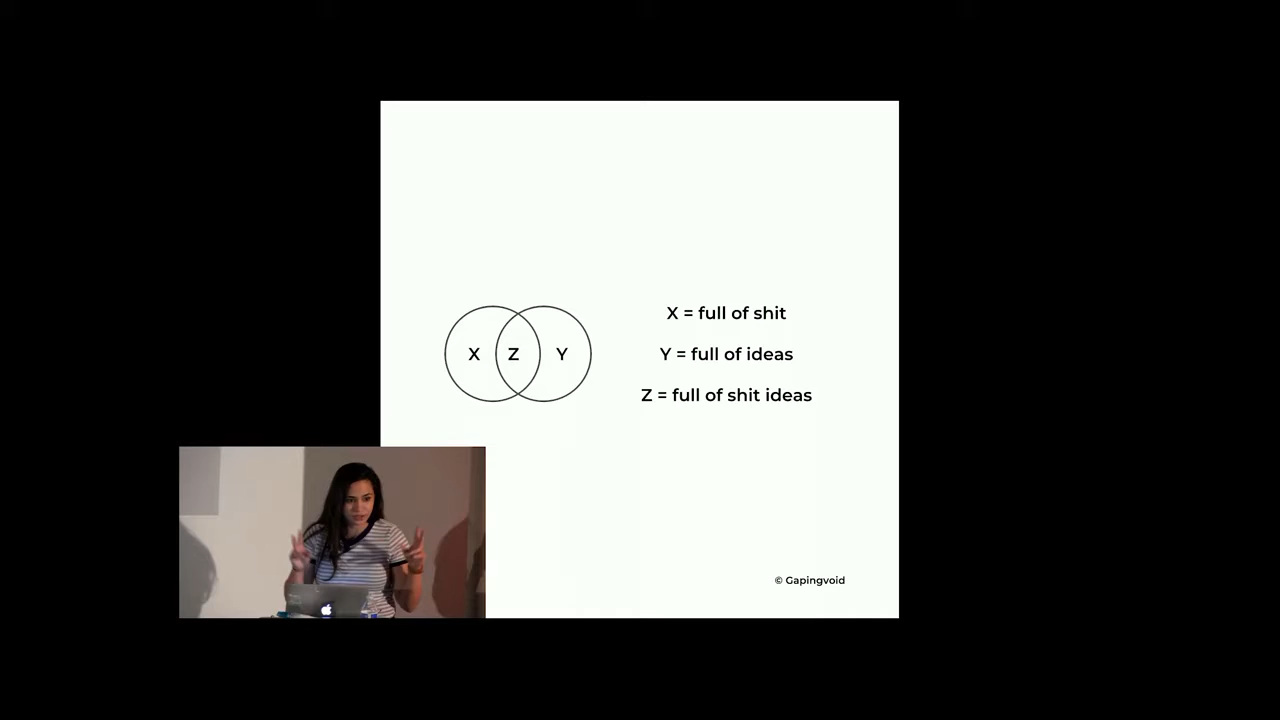 X Z Y
X = full of shit
Y = full of ideas
Z = full of shit ideas
© Gapingvoid